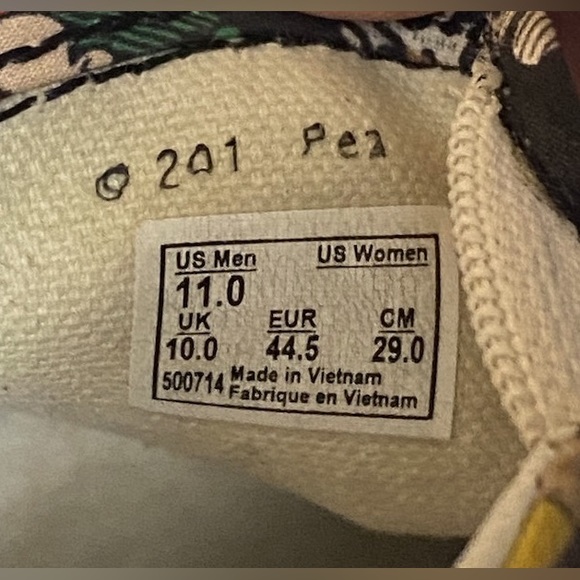 © 201 Pea
US Men US Women
11.0
UK EUR CM
10.0 44.5 29.0
500714 Made in Vietnam
Fabrique en Vietnam